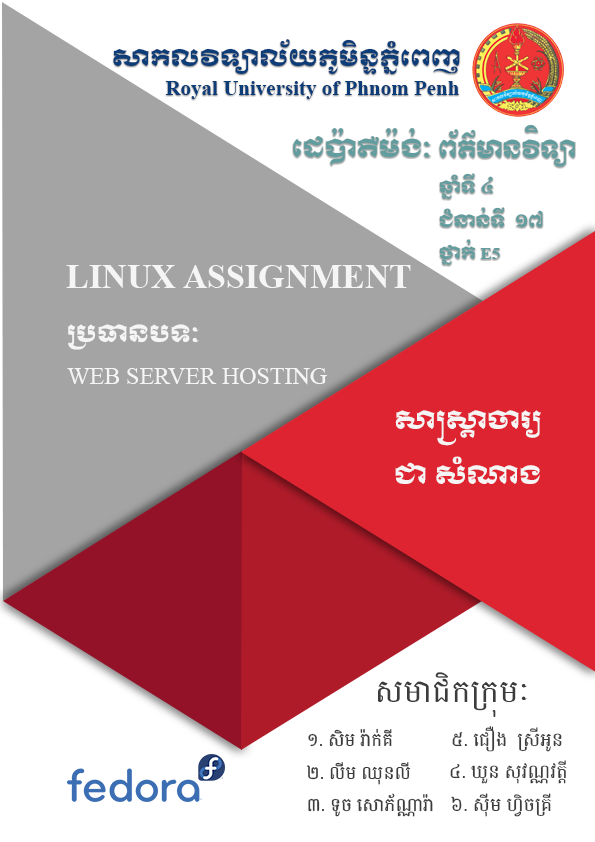 សាកលវិទ្យាល័យភូមិន្ទភ្នំពេញ
Royal University of Phnom Penh
ដេប៉ាតឺម៉ង់ៈ ព័ត៌មានវិទ្យា
ឆ្នាំទី ៤
ជំនាន់ទី ១៧
ថ្នាក់ E5
LINUX ASSIGNMENT
ប្រធានបទៈ
WEB SERVER HOSTING
សាស្ត្រាចារ្យ
ជា សំណាង
សមាជិកក្រុមៈ
១. សិម រ៉ាក់គី
៥. ជឿង ស្រីអូន
២. លីម ឈុនលី
៤. ឃួន សុវណ្ណវត្តី
៣. ទូច សោភ័ណ្ណារ៉ា
៦. ស៊ីម ហ្វិចគ្រី
fedora